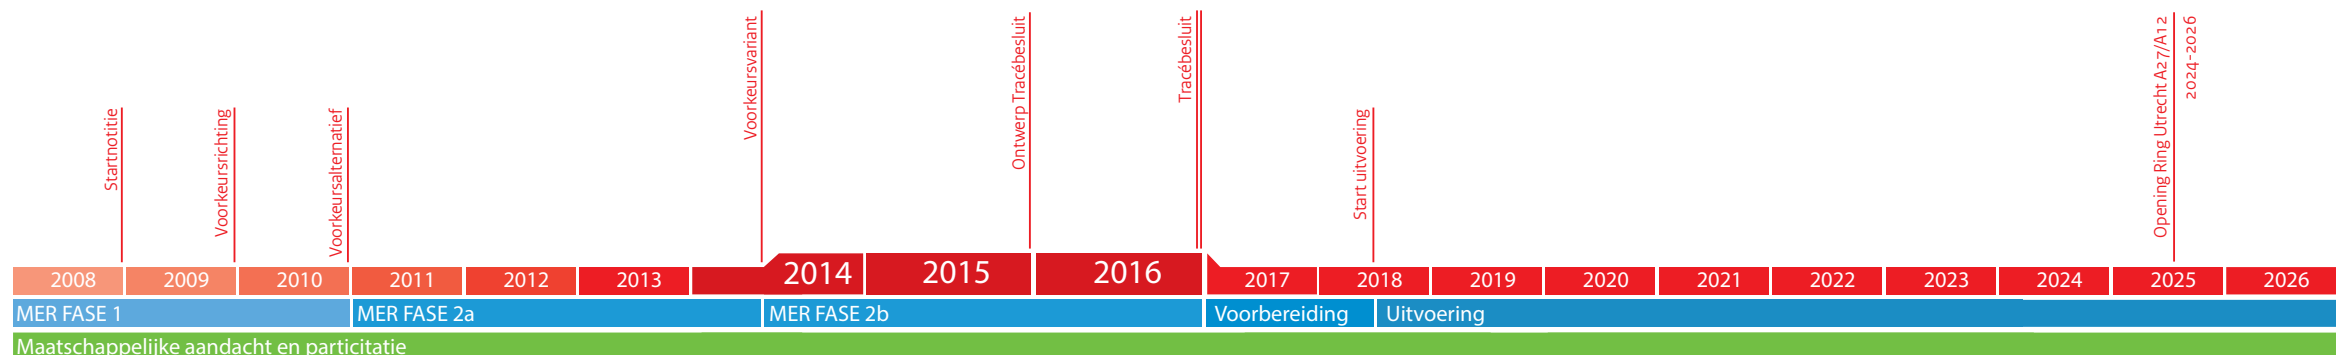 Startnotitie
Voorkeursrichting
Voorkeursalternatief
Voorkeursvariant
Ontwerp Tracébesluit
Tracébesluit
Start uitvoering
Opening Ring Utrecht A27/A12
2024-2026
2008 2009 2010 2011 2012 2013 2014 2015 2016 2017 2018 2019 2020 2021 2022 2023 2024 2025 2026
MER FASE 1 MER FASE 2a MER FASE 2b Voorbereiding Uitvoering
Maatschappelijke aandacht en particitatie